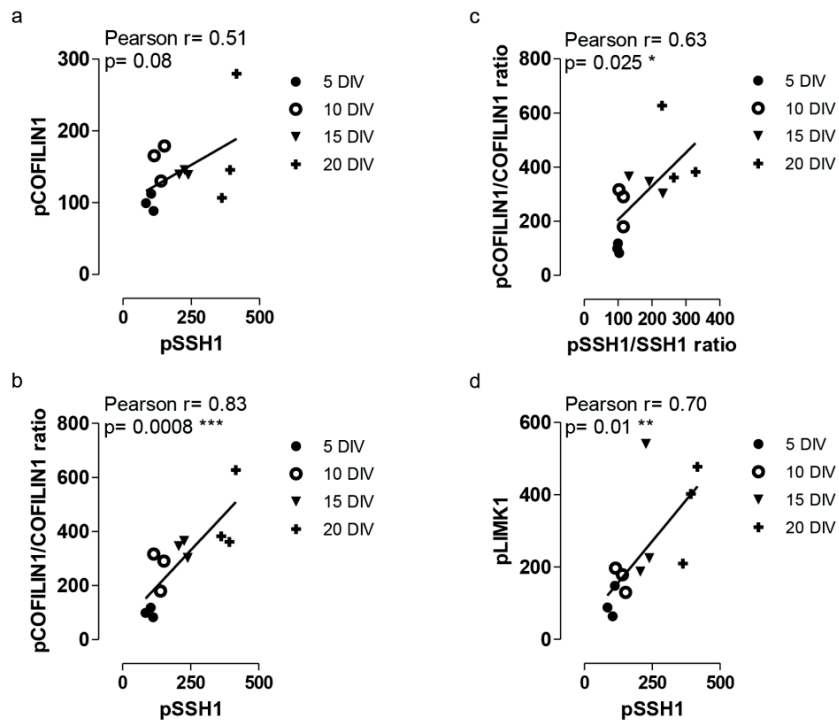 a
Pearson r= 0.51
p= 0.08
300
200
100
0
pCOFILIN1
0 250 500
pSSH1
5 DIV
10 DIV
15 DIV
20 DIV
c
Pearson r= 0.63
p= 0.025 *
800
600
400
200
0
pCOFILIN1/COFILIN1 ratio
0 100 200 300 400
pSSH1/SSH1 ratio
5 DIV
10 DIV
15 DIV
20 DIV
b
Pearson r= 0.83
p= 0.0008 ***
800
600
400
200
0
pCOFILIN1/COFILIN1 ratio
0 250 500
pSSH1
5 DIV
10 DIV
15 DIV
20 DIV
d
Pearson r= 0.70
p= 0.01 **
600
400
200
0
pLIMK1
0 250 500
pSSH1
5 DIV
10 DIV
15 DIV
20 DIV